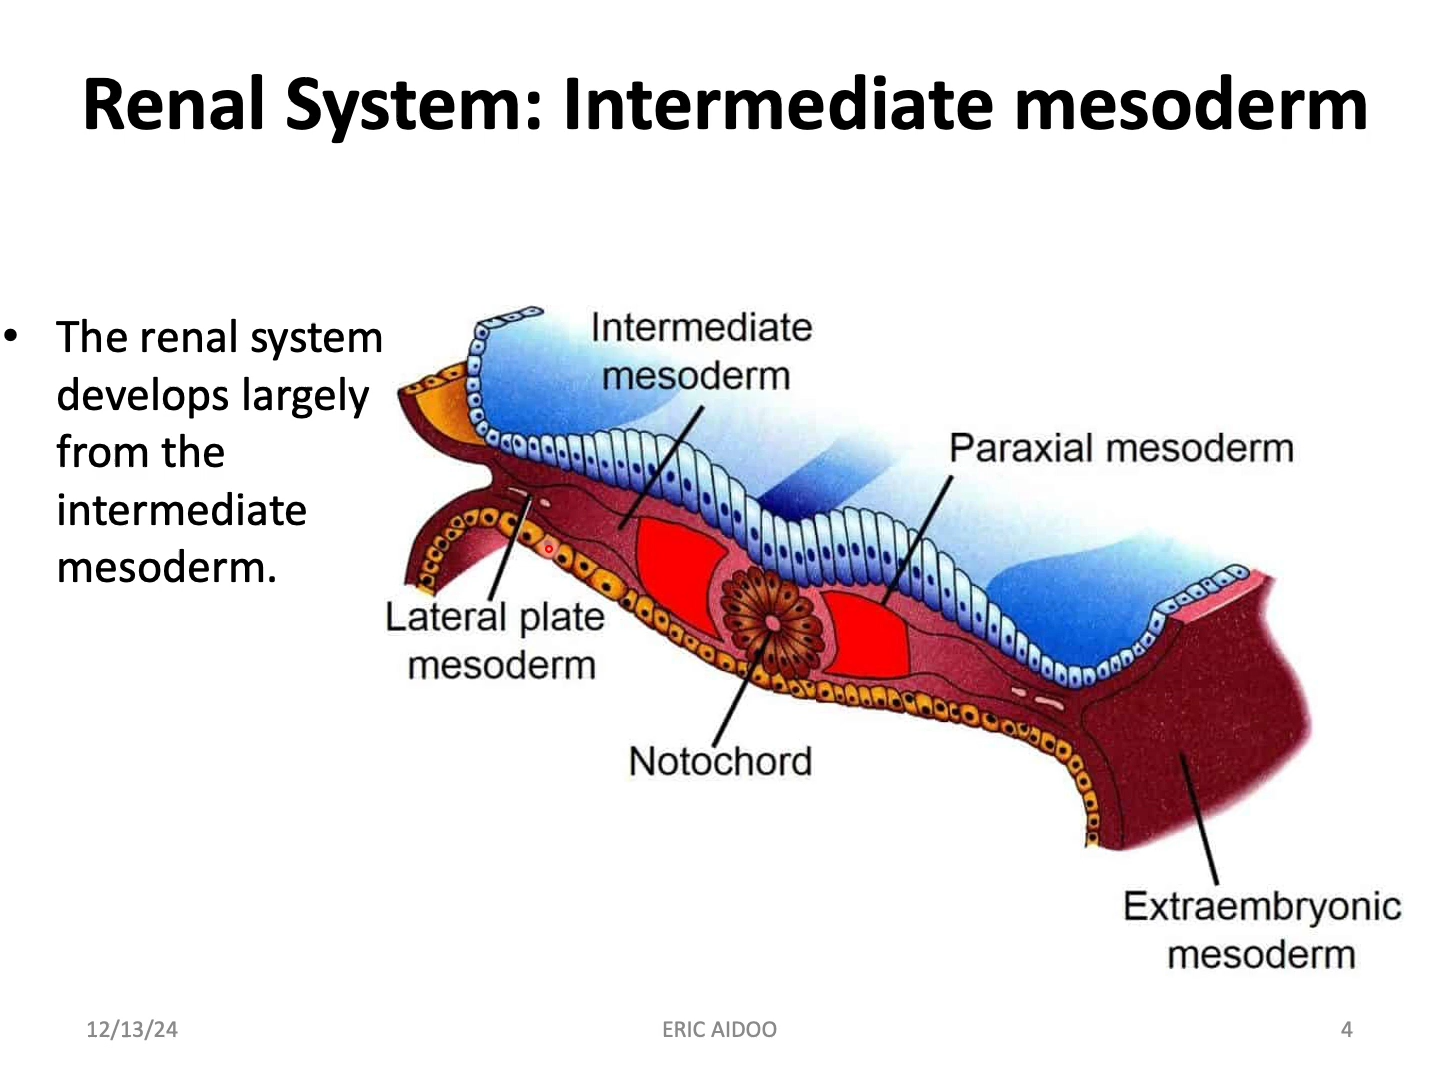 Renal System: Intermediate mesoderm
• The renal system
develops largely
from the
intermediate
mesoderm.
Intermediate
mesoderm
Paraxial mesoderm
Lateral plate
mesoderm
Notochord
Extraembryonic
mesoderm
12/13/24
ERIC AIDOO
4